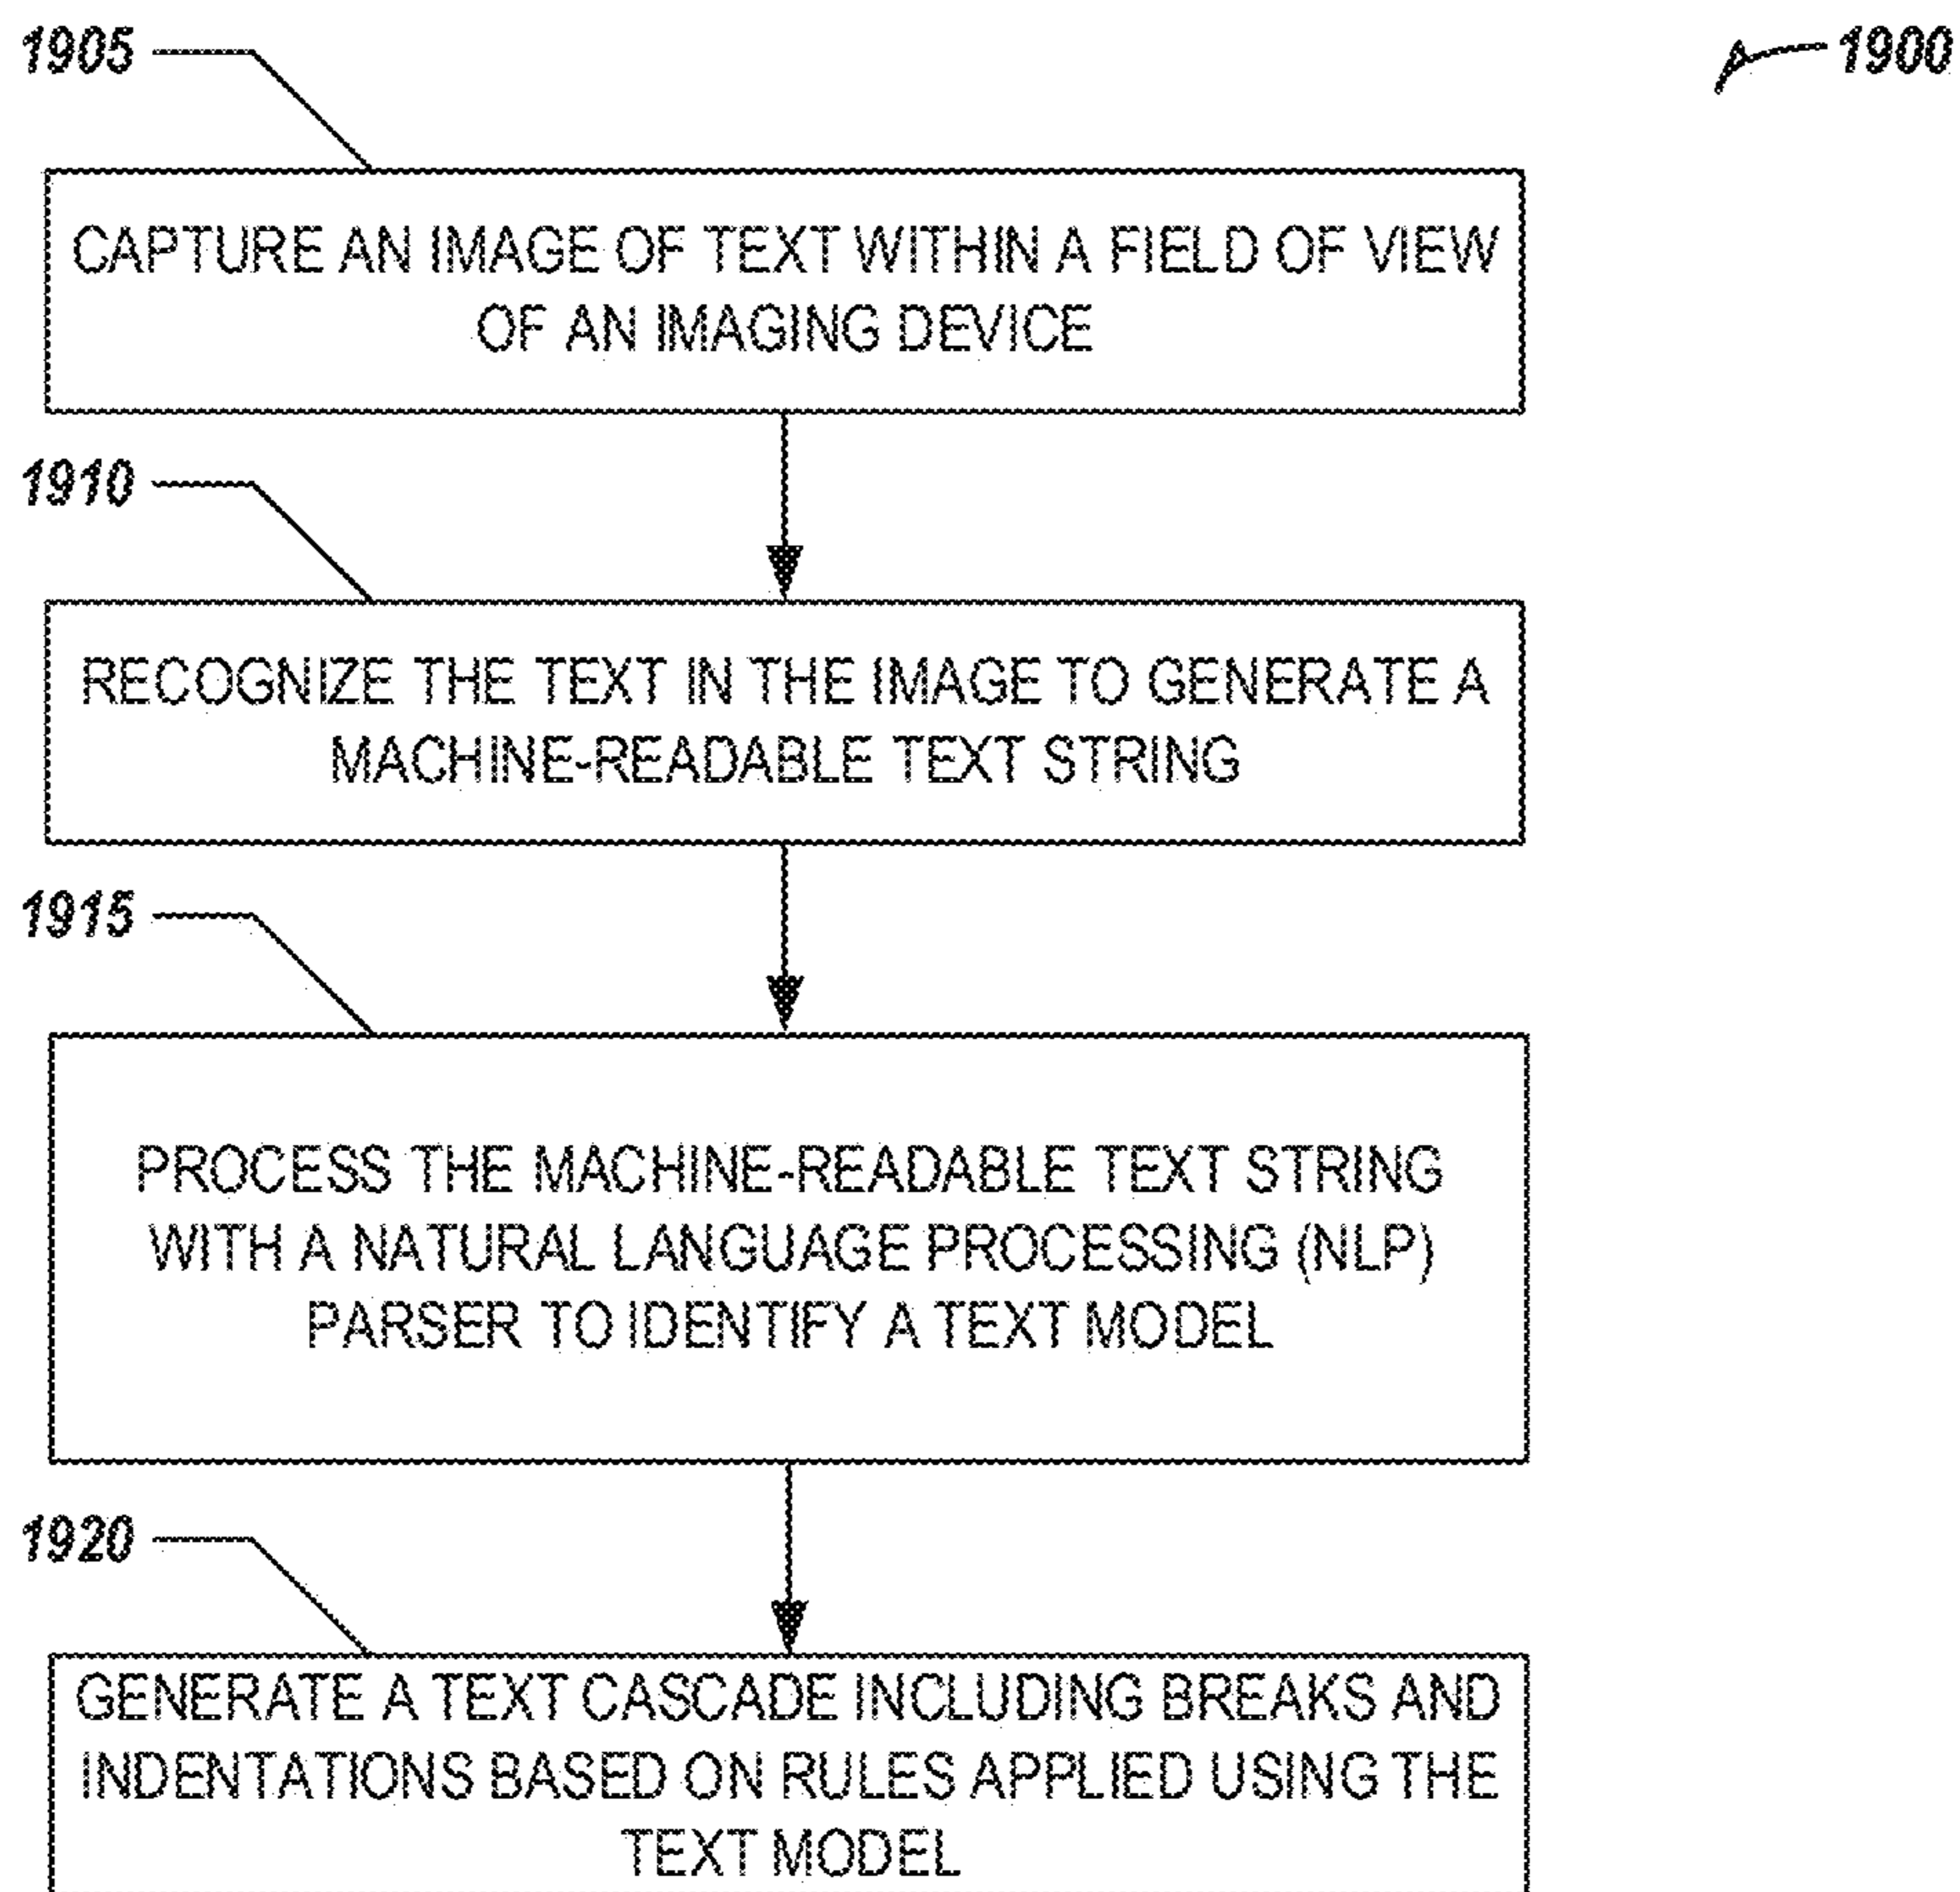 1905
1900
CAPTURE AN IMAGE OF TEXT WITHIN A FIELD OF VIEW
OF AN IMAGING DEVICE
1910
RECOGNIZE THE TEXT IN THE IMAGE TO GENERATE A
MACHINE-READABLE TEXT STRING
1915
PROCESS THE MACHINE-READABLE TEXT STRING
WITH A NATURAL LANGUAGE PROCESSING (NLP)
PARSER TO IDENTIFY A TEXT MODEL
1920
GENERATE A TEXT CASCADE INCLUDING BREAKS AND
INDENTATIONS BASED ON RULES APPLIED USING THE
TEXT MODEL